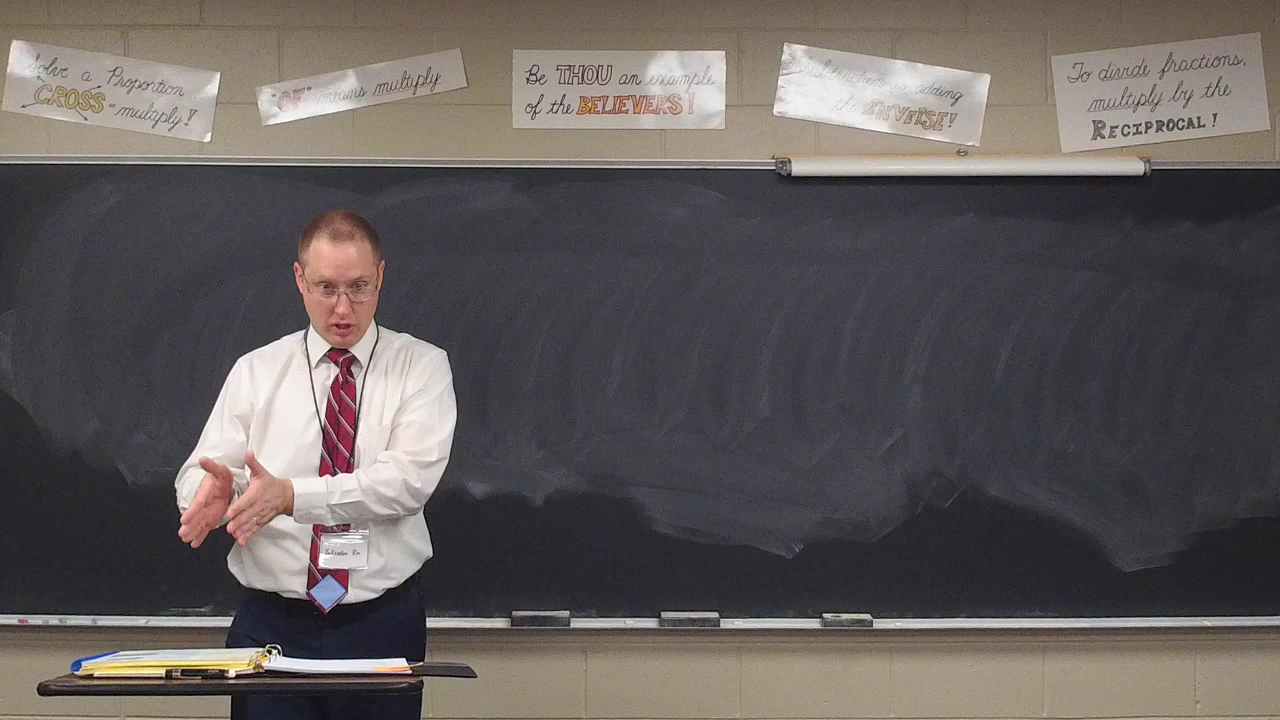 Solve a Proportion
CROSS-multiply!
"OF" means multiply
Be THOU an example
of the BELIEVERS!
Subtraction is adding
the INVERSE!
To divide fractions,
multiply by the
RECIPROCAL!